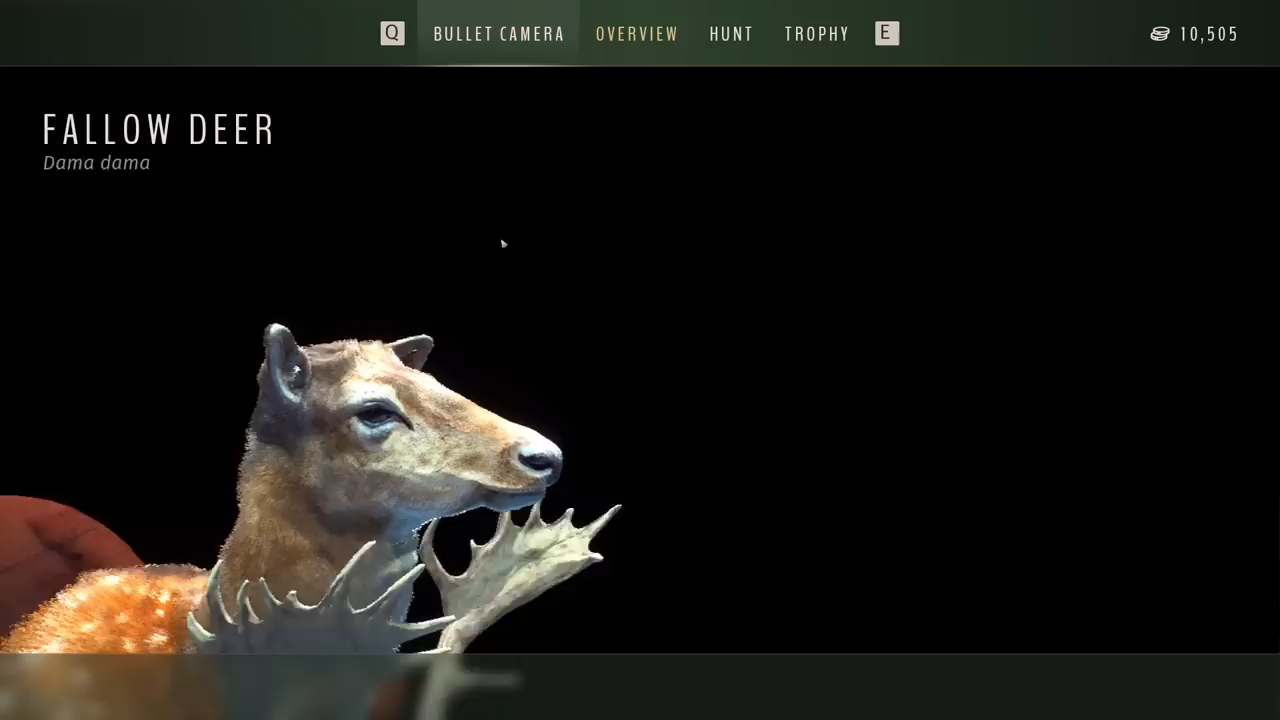 Q BULLET CAMERA OVERVIEW HUNT TROPHY E 10,505
FALLOW DEER
Dama dama